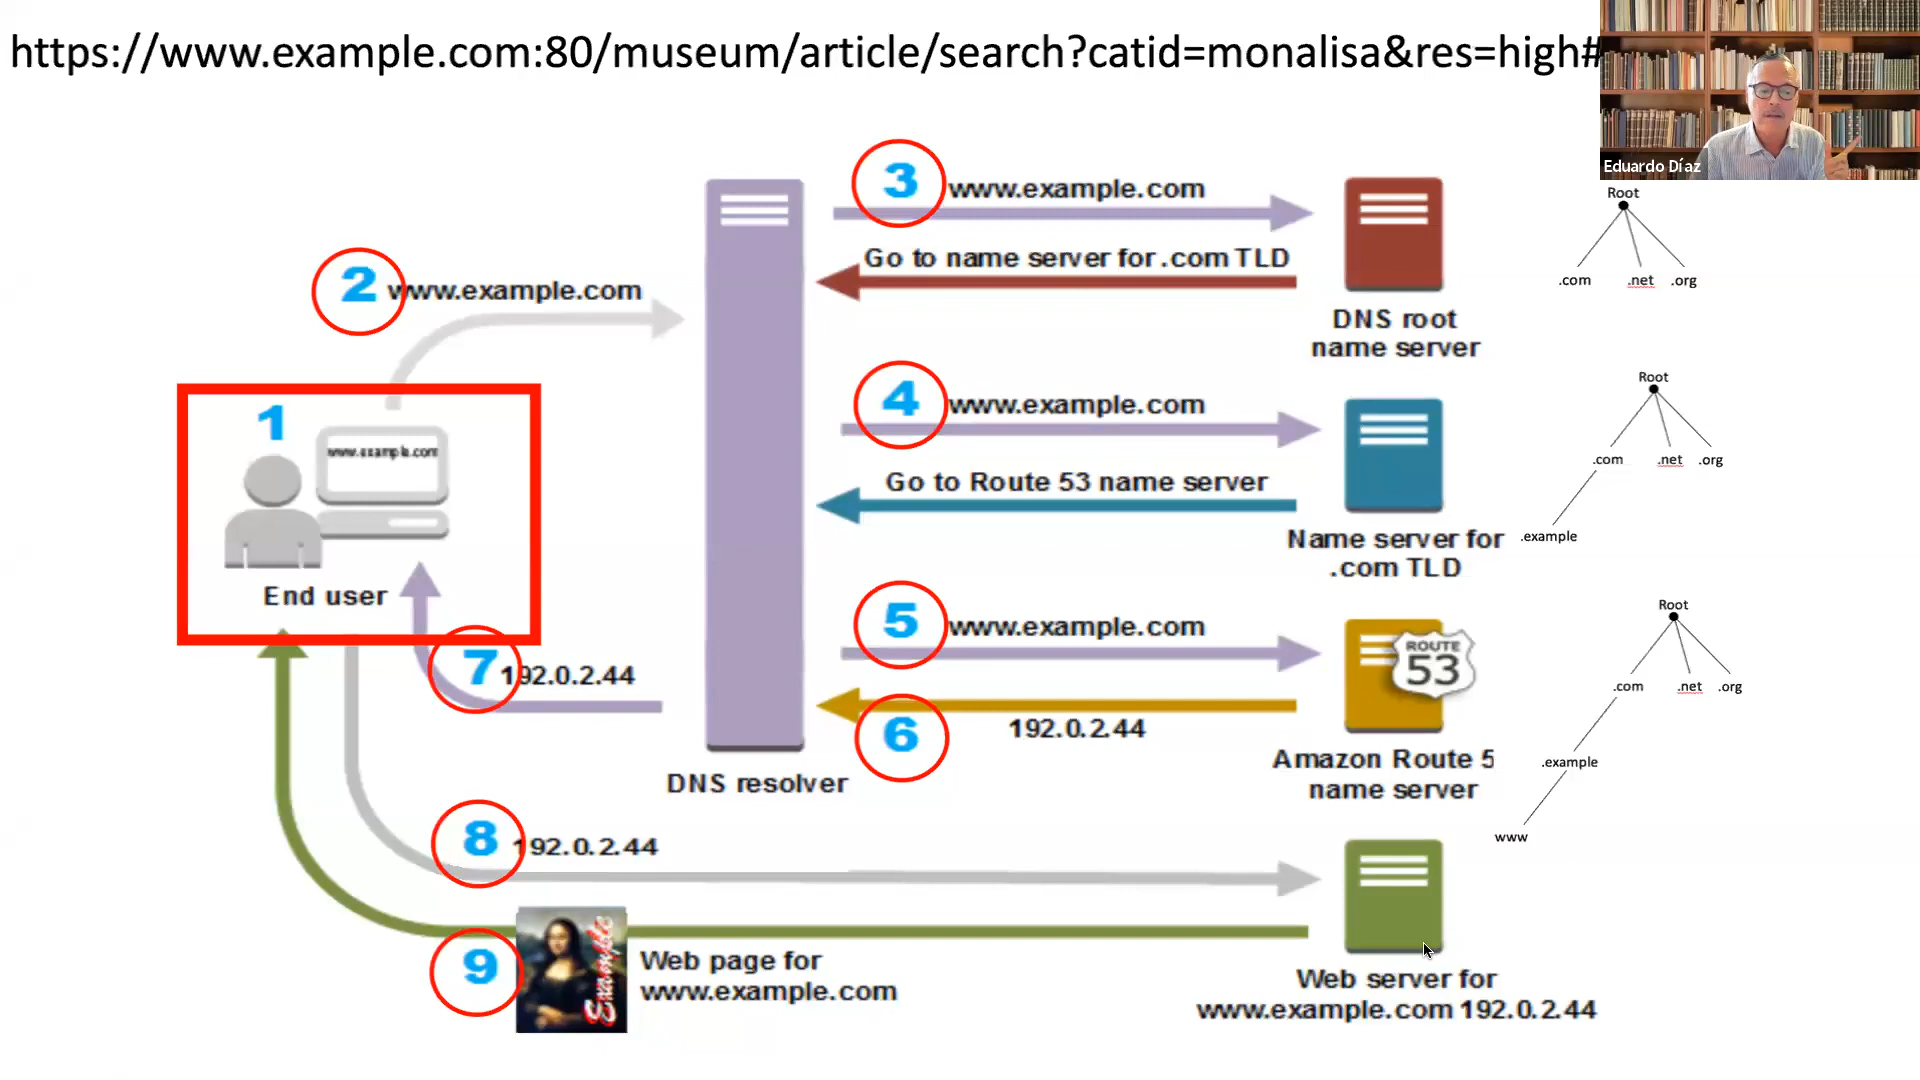 https://www.example.com:80/museum/article/search?catid=monalisa&res=high#
Eduardo Díaz
3 www.example.com
Go to name server for .com TLD
DNS root
name server
Root
.com .net .org
2 www.example.com
4 www.example.com
Go to Route 53 name server
Name server for
.com TLD
Root
.com .net .org
.example
1
www.example.com
End user
5 www.example.com
ROUTE
53
6
192.0.2.44
Amazon Route 5
name server
Root
.com .net .org
.example
www
7 192.0.2.44
DNS resolver
8 192.0.2.44
9
Example
Web page for
www.example.com
Web server for
www.example.com 192.0.2.44